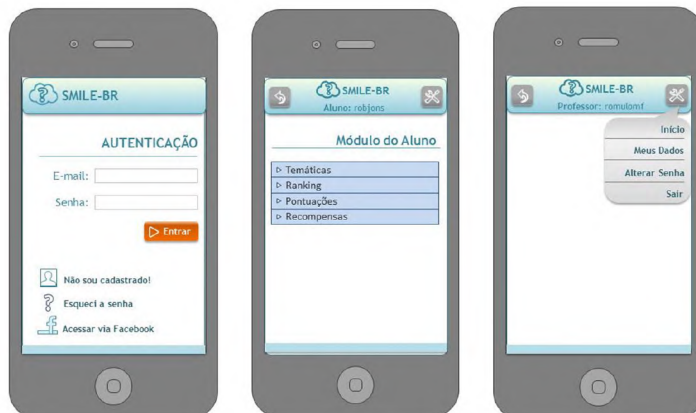 SMILE-BR
AUTENTICAÇÃO
E-mail:
Senha:
Entrar
Não sou cadastrado!
Esqueci a senha
Acessar via Facebook
SMILE-BR
Aluno: robjons
Módulo do Aluno
Temáticas
Ranking
Pontuações
Recompensas
SMILE-BR
Professor: romulomf
Início
Meus Dados
Alterar Senha
Sair